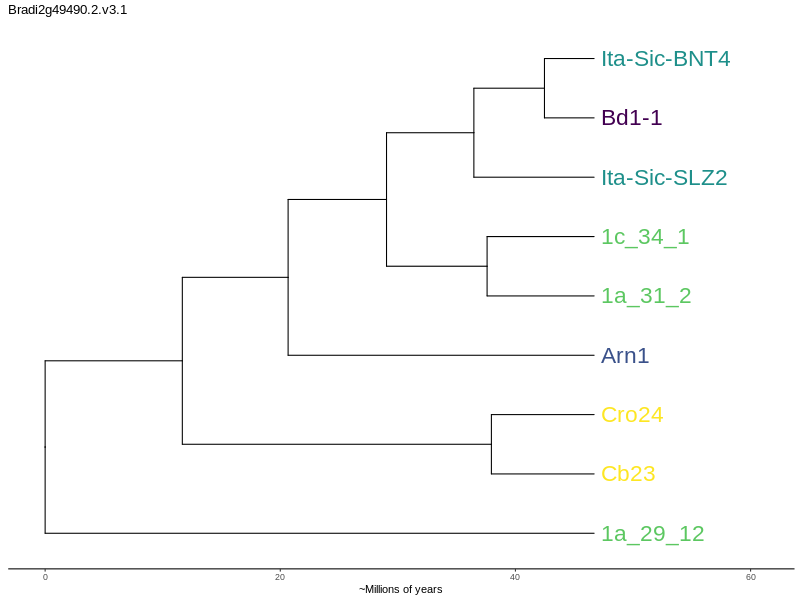 Bradi2g49490.2.v3.1
Ita-Sic-BNT4
Bd1-1
Ita-Sic-SLZ2
1c_34_1
1a_31_2
Arn1
Cro24
Cb23
1a_29_12
0 20 40 60
~Millions of years